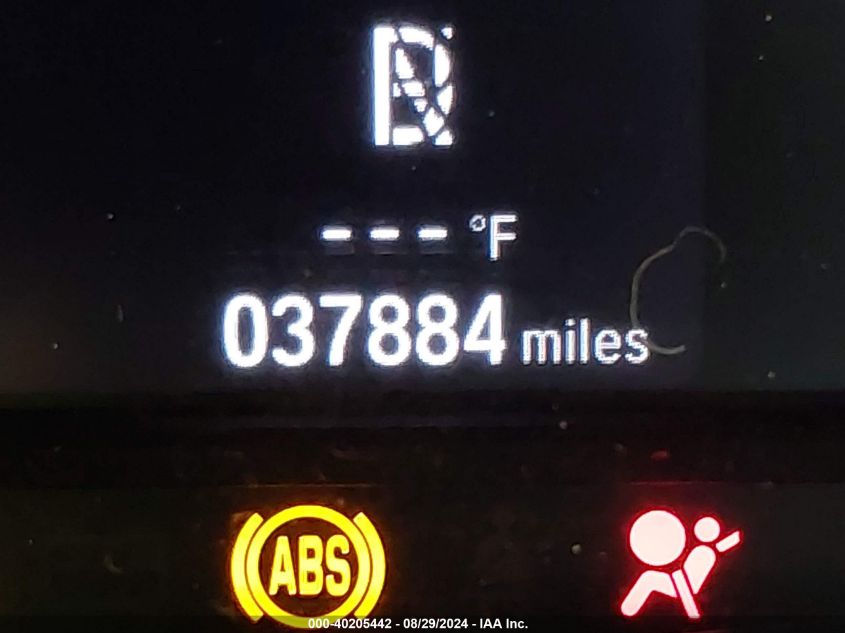 --- °F
037884 miles
ABS
000-40205442 - 08/29/2024 - IAA Inc.